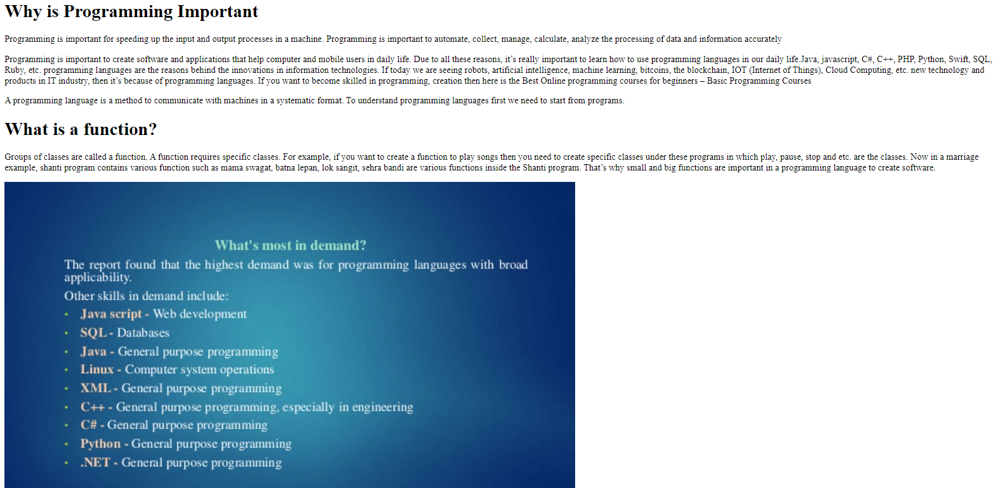 Why is Programming Important
Programming is important for speeding up the input and output processes in a machine. Programming is important to automate, collect, manage, calculate, analyze the processing of data and information accurately
Programming is important to create software and applications that help computer and mobile users in daily life. Due to all these reasons, it’s really important to learn how to use programming languages in our daily life.Java, javascript, C#, C++, PHP, Python, Swift, SQL,
Ruby, etc. programming languages are the reasons behind the innovations in information technologies. If today we are seeing robots, artificial intelligence, machine learning, bitcoins, the blockchain, IOT (Internet of Things), Cloud Computing, etc. new technology and
products in IT industry, then it’s because of programming languages. If you want to become skilled in programming, creation then here is the Best Online programming courses for beginners – Basic Programming Courses
A programming language is a method to communicate with machines in a systematic format. To understand programming languages first we need to start from programs.
What is a function?
Groups of classes are called a function. A function requires specific classes. For example, if you want to create a function to play songs then you need to create specific classes under these programs in which play, pause, stop and etc. are the classes. Now in a marriage
example, shanti program contains various function such as mama swagat, batna lepan, lok sangit, sehra bandi are various functions inside the Shanti program. That’s why small and big functions are important in a programming language to create software.
What's most in demand?
The report found that the highest demand was for programming languages with broad
applicability.
Other skills in demand include:
• Java script - Web development
• SQL - Databases
• Java - General purpose programming
• Linux - Computer system operations
• XML - General purpose programming
• C++ - General purpose programming, especially in engineering
• C# - General purpose programming
• Python - General purpose programming
• .NET - General purpose programming